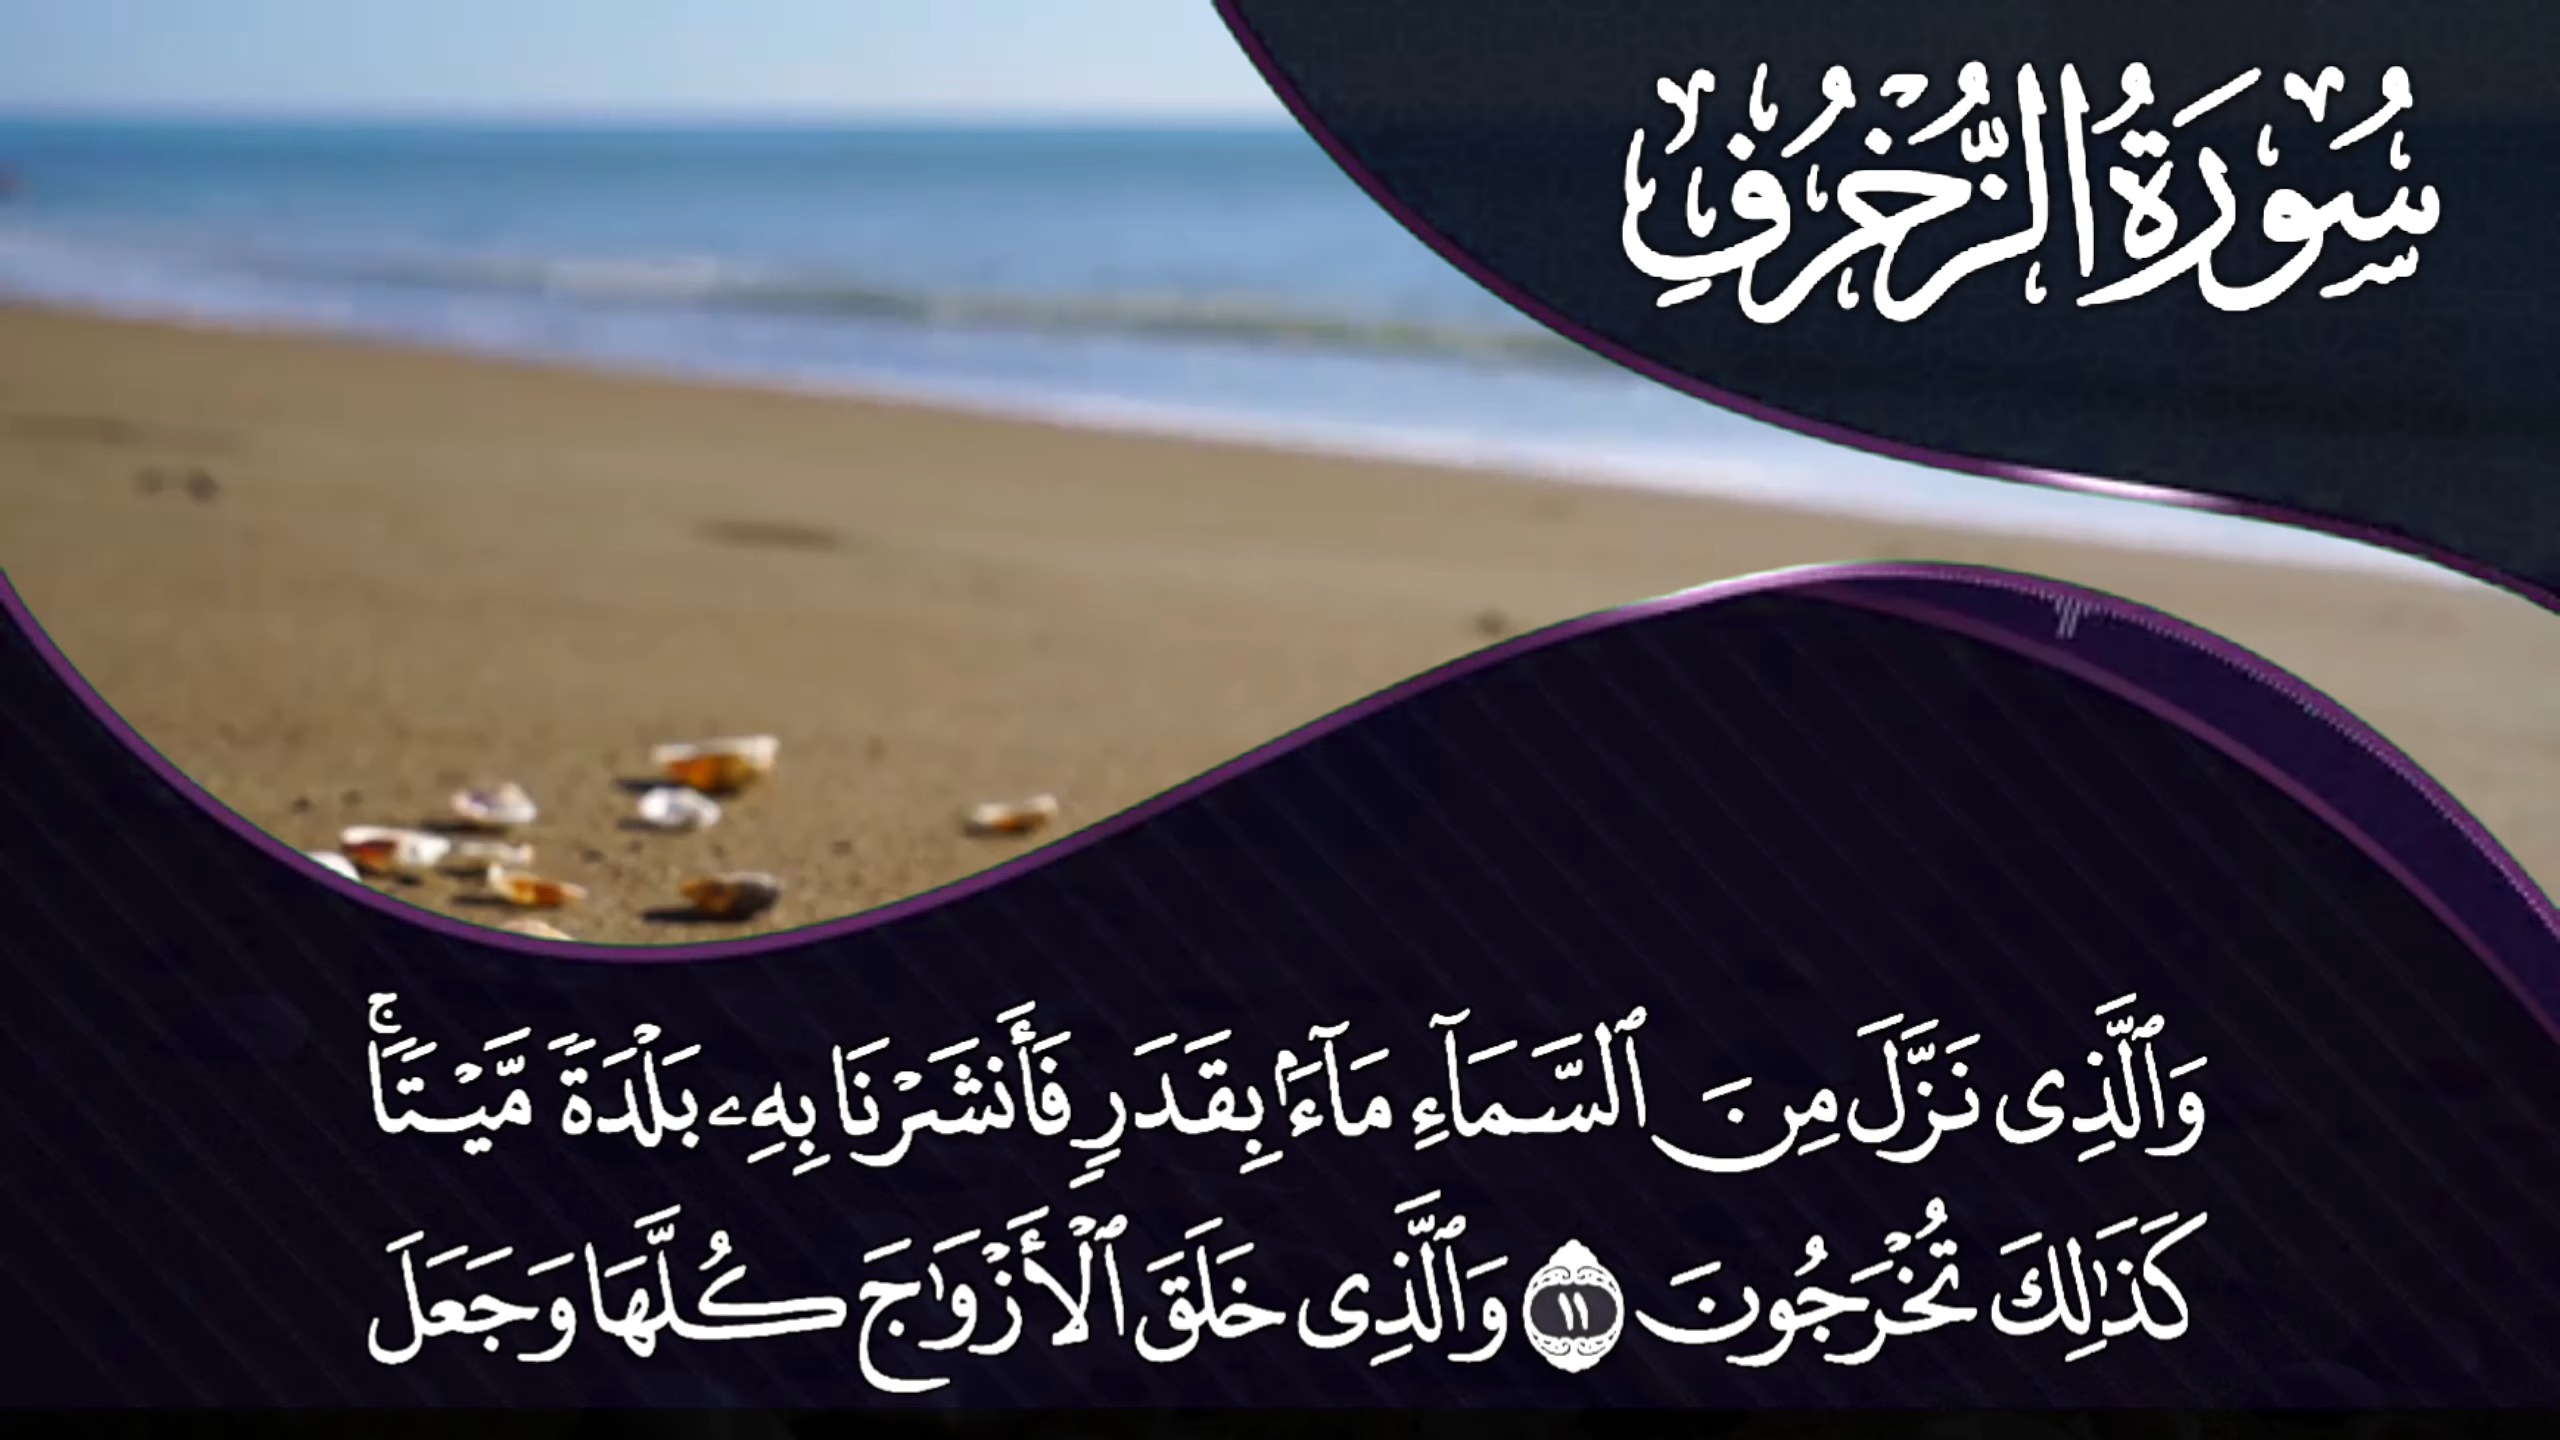 سُورَةُ الزُّخْرُفِ
وَٱلَّذِى نَزَّلَ مِنَ ٱلسَّمَآءِ مَآءَۢ بِقَدَرٍ فَأَنشَرْنَا بِهِۦ بَلْدَةً مَّيْتًا ۚ
كَذَٰلِكَ تُخْرَجُونَ ١١ وَٱلَّذِى خَلَقَ ٱلْأَزْوَٰجَ كُلَّهَا وَجَعَلَ